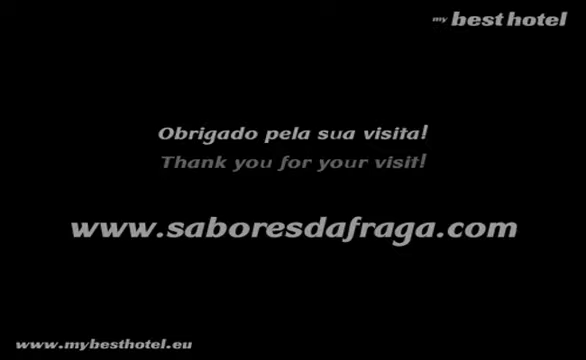 my best hotel
Obrigado pela sua visita!
Thank you for your visit!
www.saboresdafraga.com
www.mybesthotel.eu